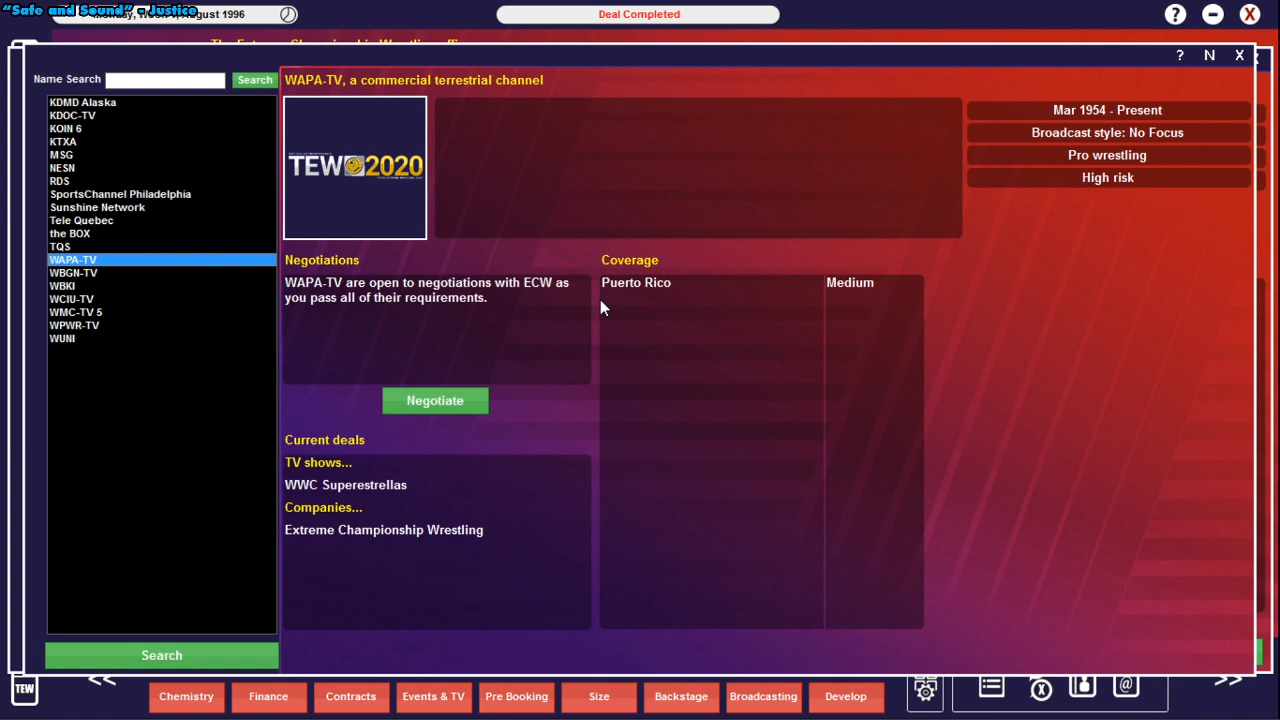 "Safe and Sound" - Justice
August 1996
Deal Completed
?
X
? N X
Name Search
Search
WAPA-TV, a commercial terrestrial channel
KDMD Alaska
KDOC-TV
KOIN 6
KTXA
MSG
NESN
RDS
SportsChannel Philadelphia
Sunshine Network
Tele Quebec
the BOX
TQS
WAPA-TV
WBGN-TV
WBKI
WCIU-TV
WMC-TV 5
WPWR-TV
WUNI
Search
TEW 2020
Mar 1954 - Present
Broadcast style: No Focus
Pro wrestling
High risk
Negotiations
WAPA-TV are open to negotiations with ECW as
you pass all of their requirements.
Negotiate
Coverage
Puerto Rico Medium
Current deals
TV shows...
WWC Superestrellas
Companies...
Extreme Championship Wrestling
TEW
<<
Chemistry
Finance
Contracts
Events & TV
Pre Booking
Size
Backstage
Broadcasting
Develop
X
@
>>